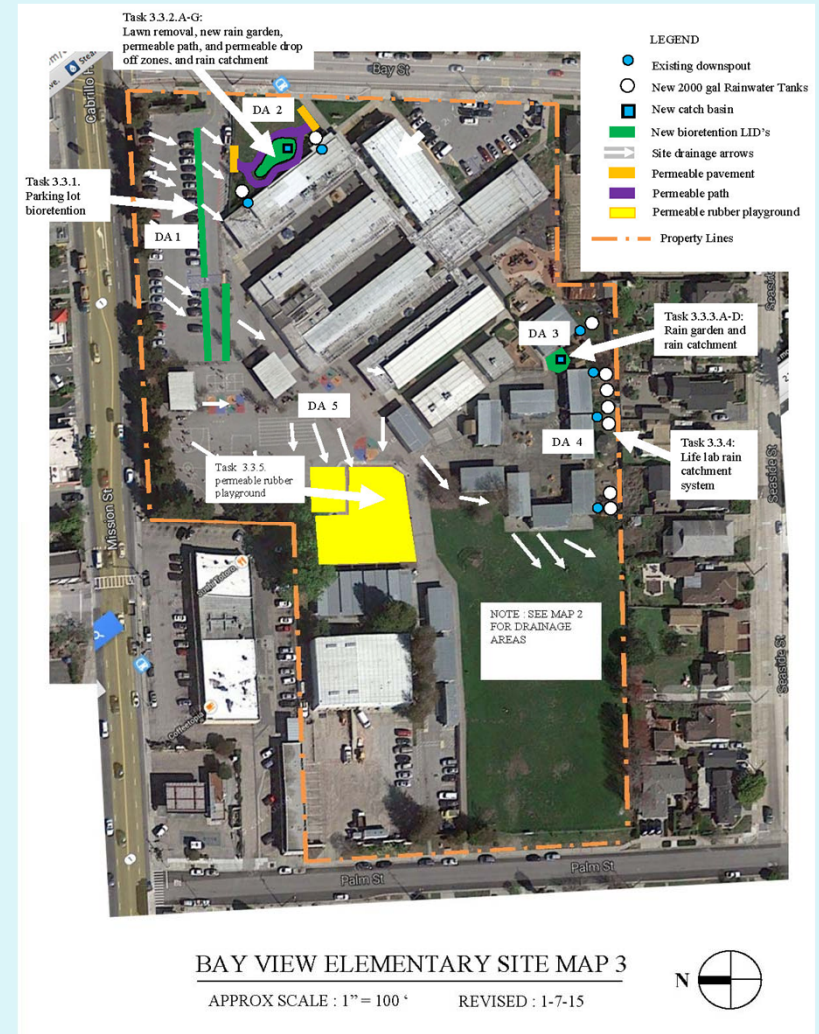 Task 3.3.2.A-G:
Lawn removal, new rain garden,
permeable path, and permeable drop
off zones, and rain catchment
LEGEND
Existing downspout
New 2000 gal Rainwater Tanks
New catch basin
New bioretention LID's
Site drainage arrows
Permeable pavement
Permeable path
Permeable rubber playground
Property Lines
Bay St
DA 2
Task 3.3.1.
Parking lot
bioretention
DA 1
DA 3
Task 3.3.3.A-D:
Rain garden and
rain catchment
DA 5
DA 4
Task 3.3.4:
Life lab rain
catchment
system
Task 3.3.5.
permeable rubber
playground
Mission St
Seaside St
NOTE : SEE MAP 2
FOR DRAINAGE
AREAS
Seaside St
Palm St
Palm St
BAY VIEW ELEMENTARY SITE MAP 3
N
APPROX SCALE : 1” = 100 ‘
REVISED : 1-7-15